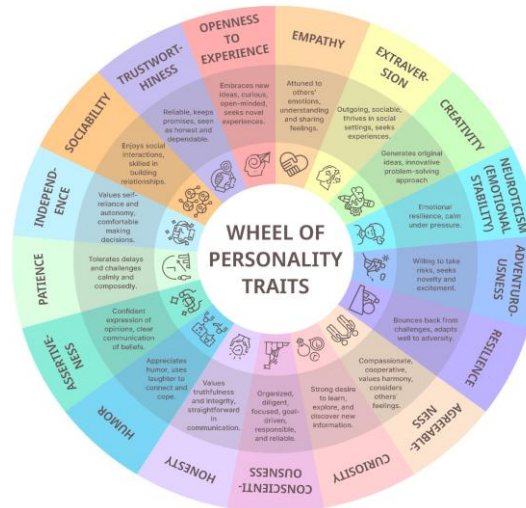 WHEEL OF
PERSONALITY
TRAITS
OPENNESS
TO
EXPERIENCE
Embraces new
ideas, curious,
open-minded,
seeks novel
experiences.
EMPATHY
Attuned to
others'
emotions,
understanding
and sharing
feelings.
EXTRAVER-
SION
Outgoing, sociable,
thrives in social
settings, seeks
experiences.
CREATIVITY
Generates original
ideas, innovative
problem-solving
approach
NEUROTICISM
(EMOTIONAL
STABILITY)
Emotional
resilience, calm
under pressure.
ADVENTURO-
USNESS
Willing to
take risks, seeks
novelty and
excitement.
RESILIENCE
Bounces back from
challenges, adapts
well to adversity.
AGREEABLE-
NESS
Compassionate,
cooperative,
values harmony,
considers
others'
feelings.
CURIOSITY
Strong desire
to learn,
explore, and
discover new
information.
CONSCIENTI-
OUSNESS
Organized,
diligent,
focused, goal-
driven,
responsible,
and reliable.
HONESTY
Values
truthfulness
and integrity,
straightforward
in
communication.
HUMOR
Appreciates
humor, uses
laughter to
connect and
cope.
ASSERTIVE-
NESS
Confident
expression of
opinions, clear
communication
of beliefs.
PATIENCE
Tolerates delays
and challenges
calmly and
composedly.
INDEPEND-
ENCE
Values self-
reliance and
autonomy,
comfortable
making
decisions.
SOCIABILITY
Enjoys social
interactions,
skilled in
building
relationships.
TRUSTWORT-
HINESS
Reliable, keeps
promises, seen
as honest and
dependable.